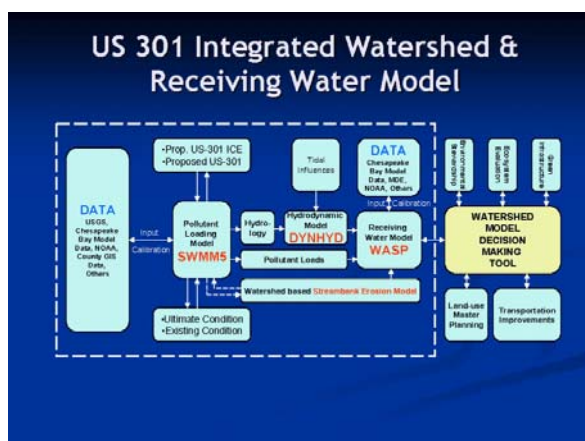 US 301 Integrated Watershed &
Receiving Water Model
DATA
USGS,
Chesapeake
Bay Model
Data, NOAA,
County GIS
Data,
Others
Input
Calibration
•Prop. US-301 ICE
•Proposed US-301
Pollutant
Loading
Model
SWMM5
•Ultimate Condition
•Existing Condition
Hydro-
logy
Tidal
Influences
Hydrodynamic
Model
DYNHYD
Pollutant Loads
Watershed based Streambank Erosion Model
DATA
Chesapeake
Bay Model
Data, MDE,
NOAA, Others
Input
Calibration
Receiving
Water Model
WASP
Environmental
Stewardship
Ecosystem
Evaluation
Green
Infrastructure
WATERSHED
MODEL
DECISION
MAKING
TOOL
Land-use
Master
Planning
Transportation
Improvements